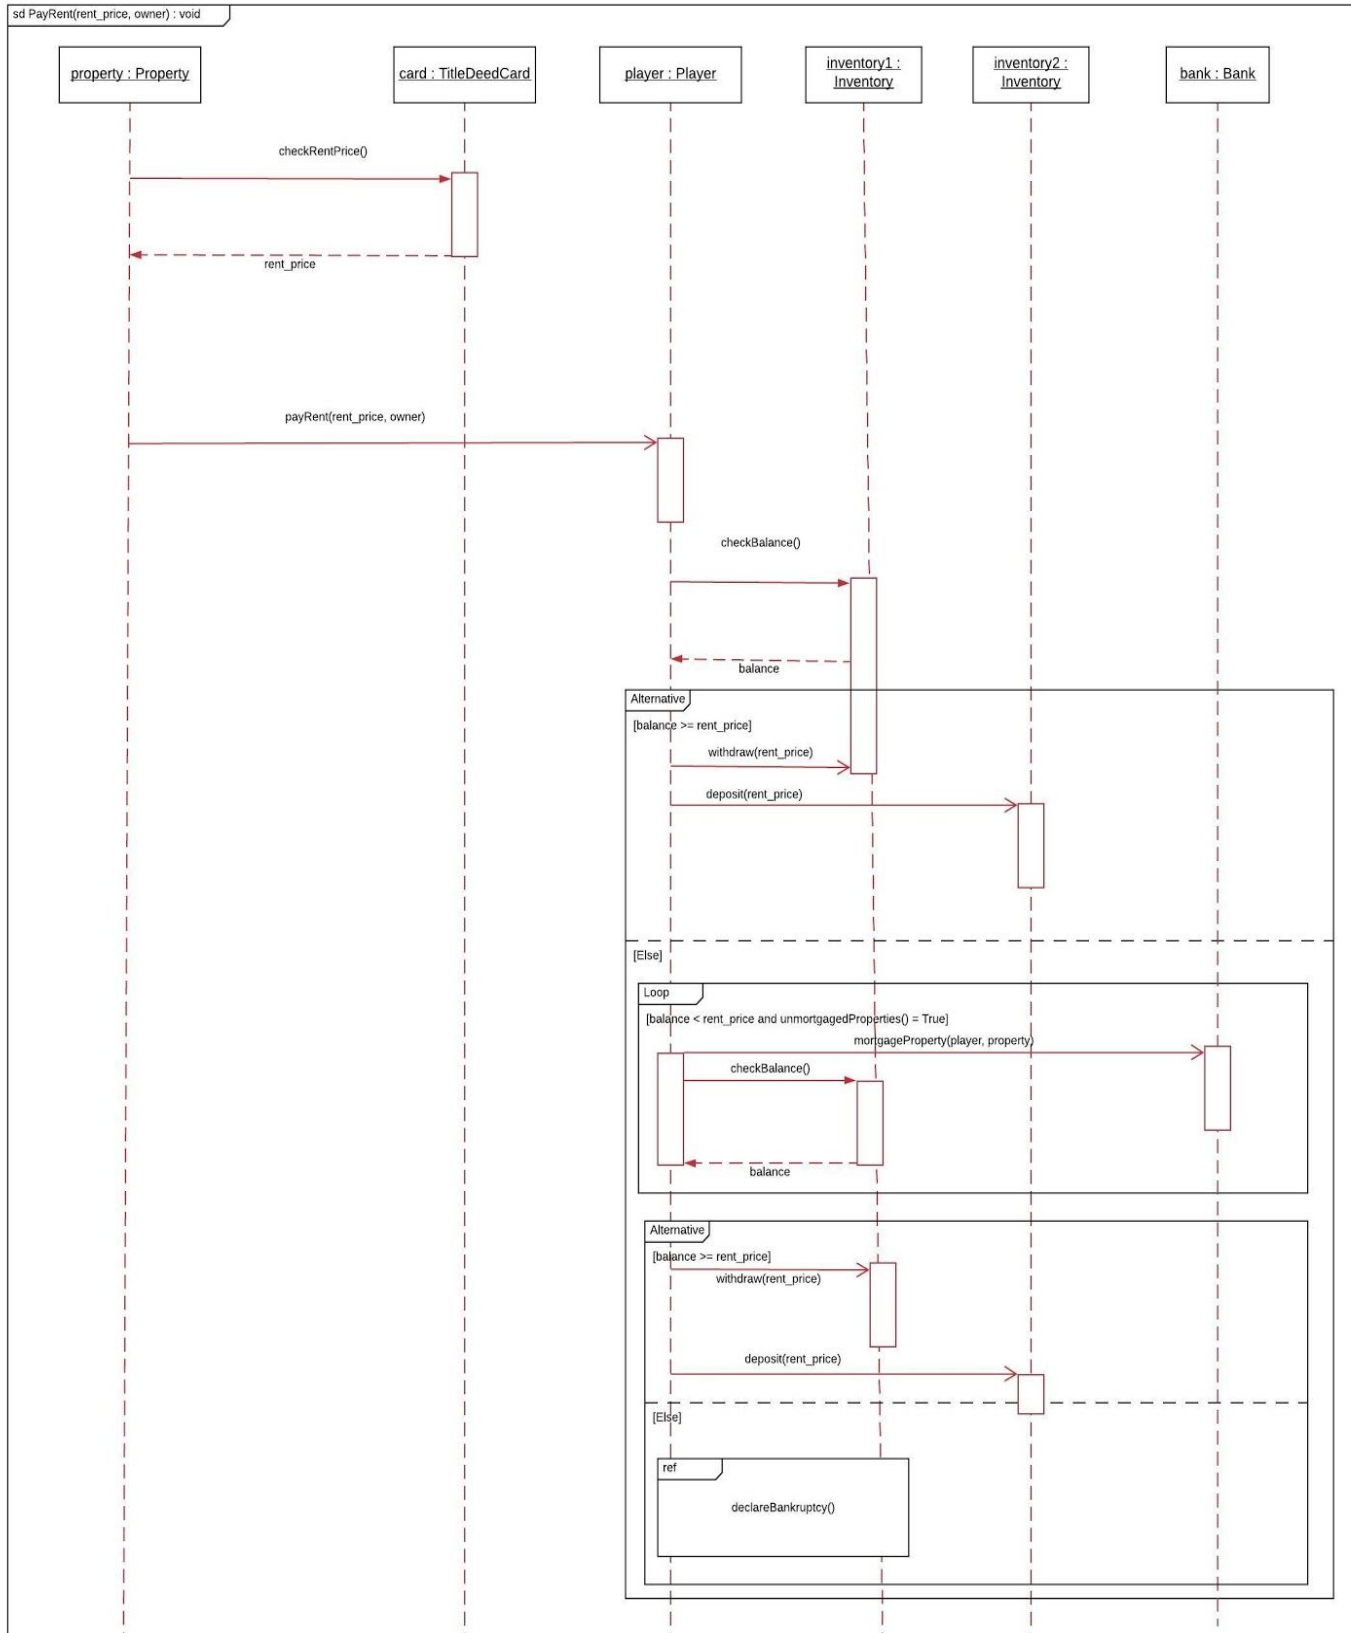 sd PayRent(rent_price, owner) : void
property : Property
card : TitleDeedCard
player : Player
inventory1 :
Inventory
inventory2 :
Inventory
bank : Bank
checkRentPrice()
rent_price
payRent(rent_price, owner)
checkBalance()
balance
Alternative
[balance >= rent_price]
withdraw(rent_price)
deposit(rent_price)
[Else]
Loop
[balance < rent_price and unmortgagedProperties() = True]
mortgageProperty(player, property)
checkBalance()
balance
Alternative
[balance >= rent_price]
withdraw(rent_price)
deposit(rent_price)
[Else]
ref
declareBankruptcy()